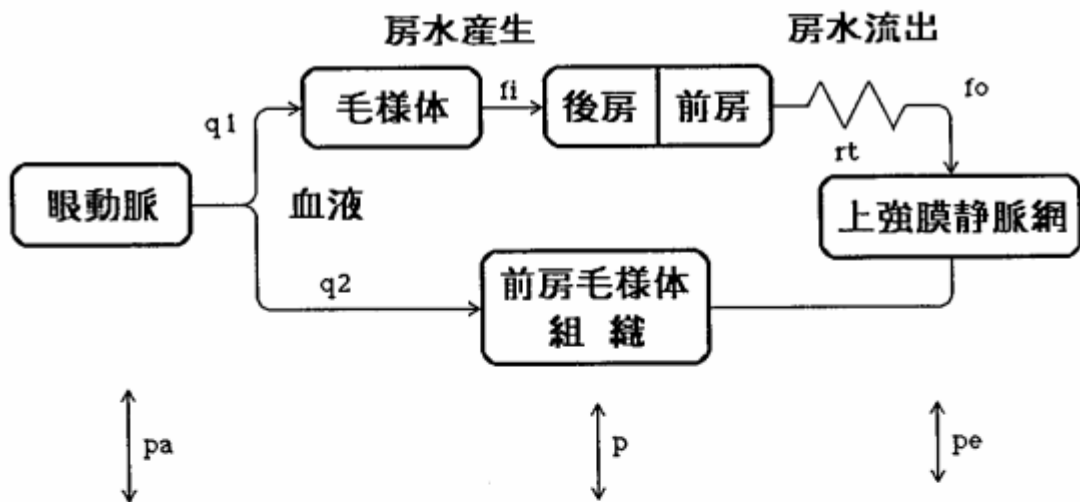 房水産生
房水流出
毛様体
fi
後房
前房
fo
q1
rt
眼動脈
血液
上強膜静脈網
q2
前房毛様体
組織
pa
p
pe